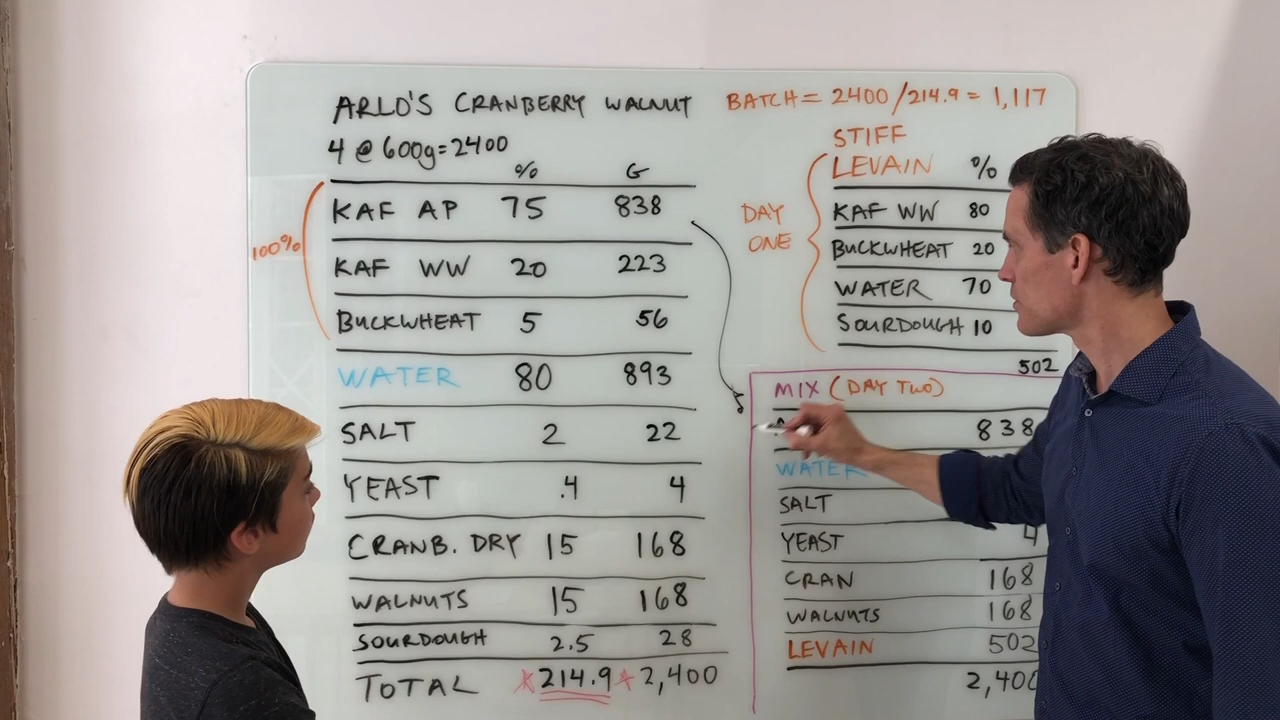 ARLO'S CRANBERRY WALNUT
4 @ 600g=2400
% G
100%
KAF AP 75 838
KAF WW 20 223
BUCKWHEAT 5 56
WATER 80 893
SALT 2 22
YEAST .4 4
CRANB. DRY 15 168
WALNUTS 15 168
SOURDOUGH 2.5 28
TOTAL 214.9 2,400
BATCH = 2400/214.9 = 1,117
DAY ONE
STIFF
LEVAIN %
KAF WW 80
BUCKWHEAT 20
WATER 70
SOURDOUGH 10
502
MIX (DAY TWO)
838
WATER
SALT
YEAST 4
CRAN 168
WALNUTS 168
LEVAIN 502
2,400